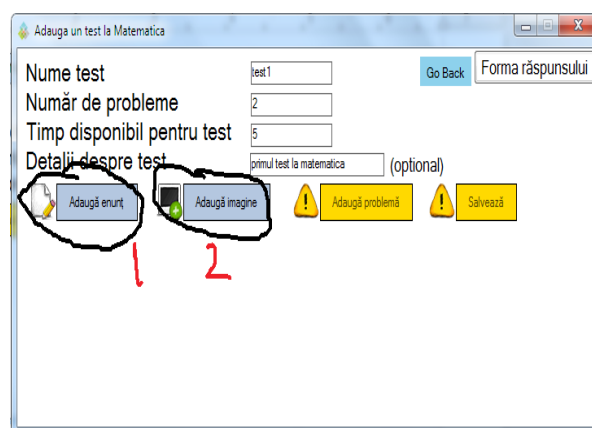 Adauga un test la Matematica
Nume test test1 Go Back Forma răspunsului
Număr de probleme 2
Timp disponibil pentru test 5
Detalii despre test primul test la matematica (optional)
Adaugă enunț Adaugă imagine Adaugă problemă Salvează
1 2